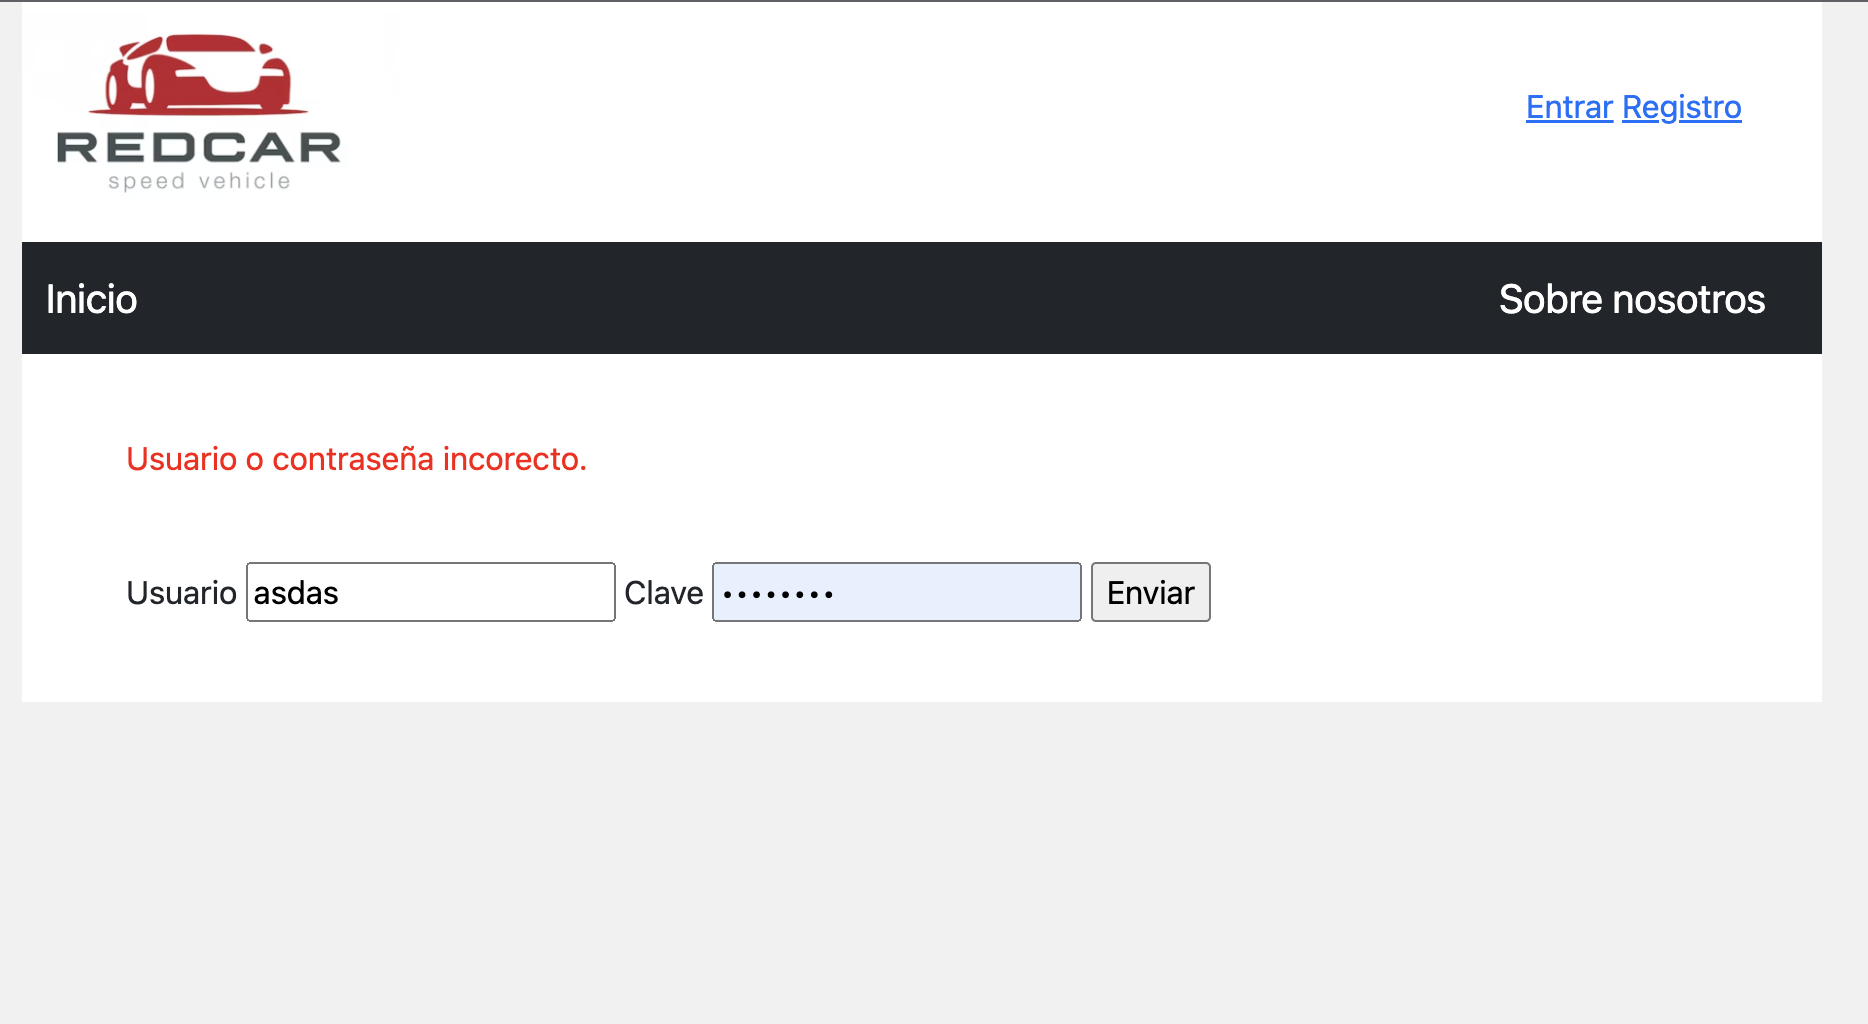 REDCAR
speed vehicle
Entrar Registro
Inicio Sobre nosotros
Usuario o contraseña incorecto.
Usuario asdas Clave •••••••• Enviar